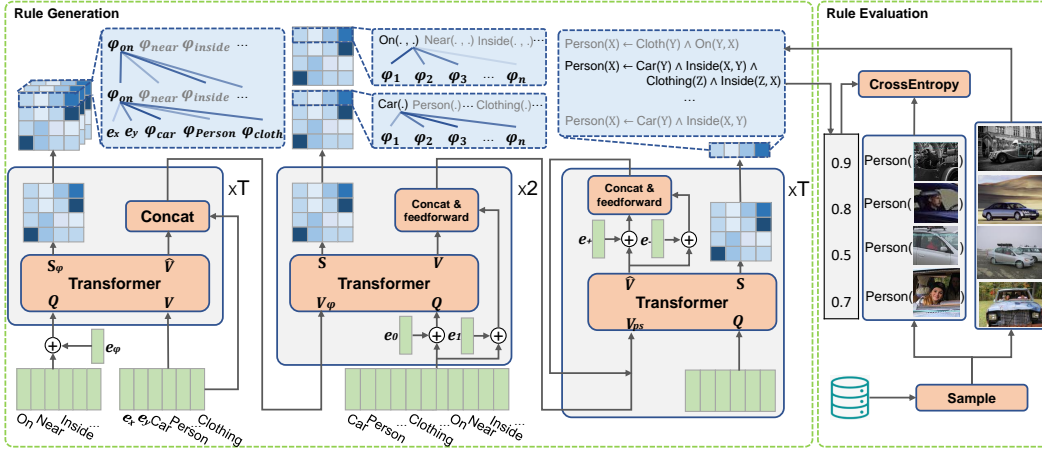 Rule Generation
φon φnear φinside ...
φon φnear φinside ...
ex ey φcar φPerson φcloth
xT
Concat
Sφ V̂
Transformer
Q V
eφ
On
Near
Inside...
ex
ey
Car
Person...
Clothing
On(. , .) Near(. , .) Inside(. , .)...
φ1 φ2 φ3 ... φn
Car(.) Person(.)... Clothing(.)...
φ1 φ2 φ3 ... φn
x2
Concat &
feedforward
S V
Transformer
Vφ Q
e0 e1
Car
Person...
Clothing...
On
Near
Inside...
Person(X) ← Cloth(Y) ∧ On(Y, X)
Person(X) ← Car(Y) ∧ Inside(X, Y) ∧
Clothing(Z) ∧ Inside(Z, X)
...
Person(X) ← Car(Y) ∧ Inside(X, Y)
xT
Concat &
feedforward
e+ e-
V̂ S
Transformer
Vps Q
Rule Evaluation
CrossEntropy
0.9 Person( )
0.8 Person( )
0.5 Person( )
0.7 Person( )
Sample